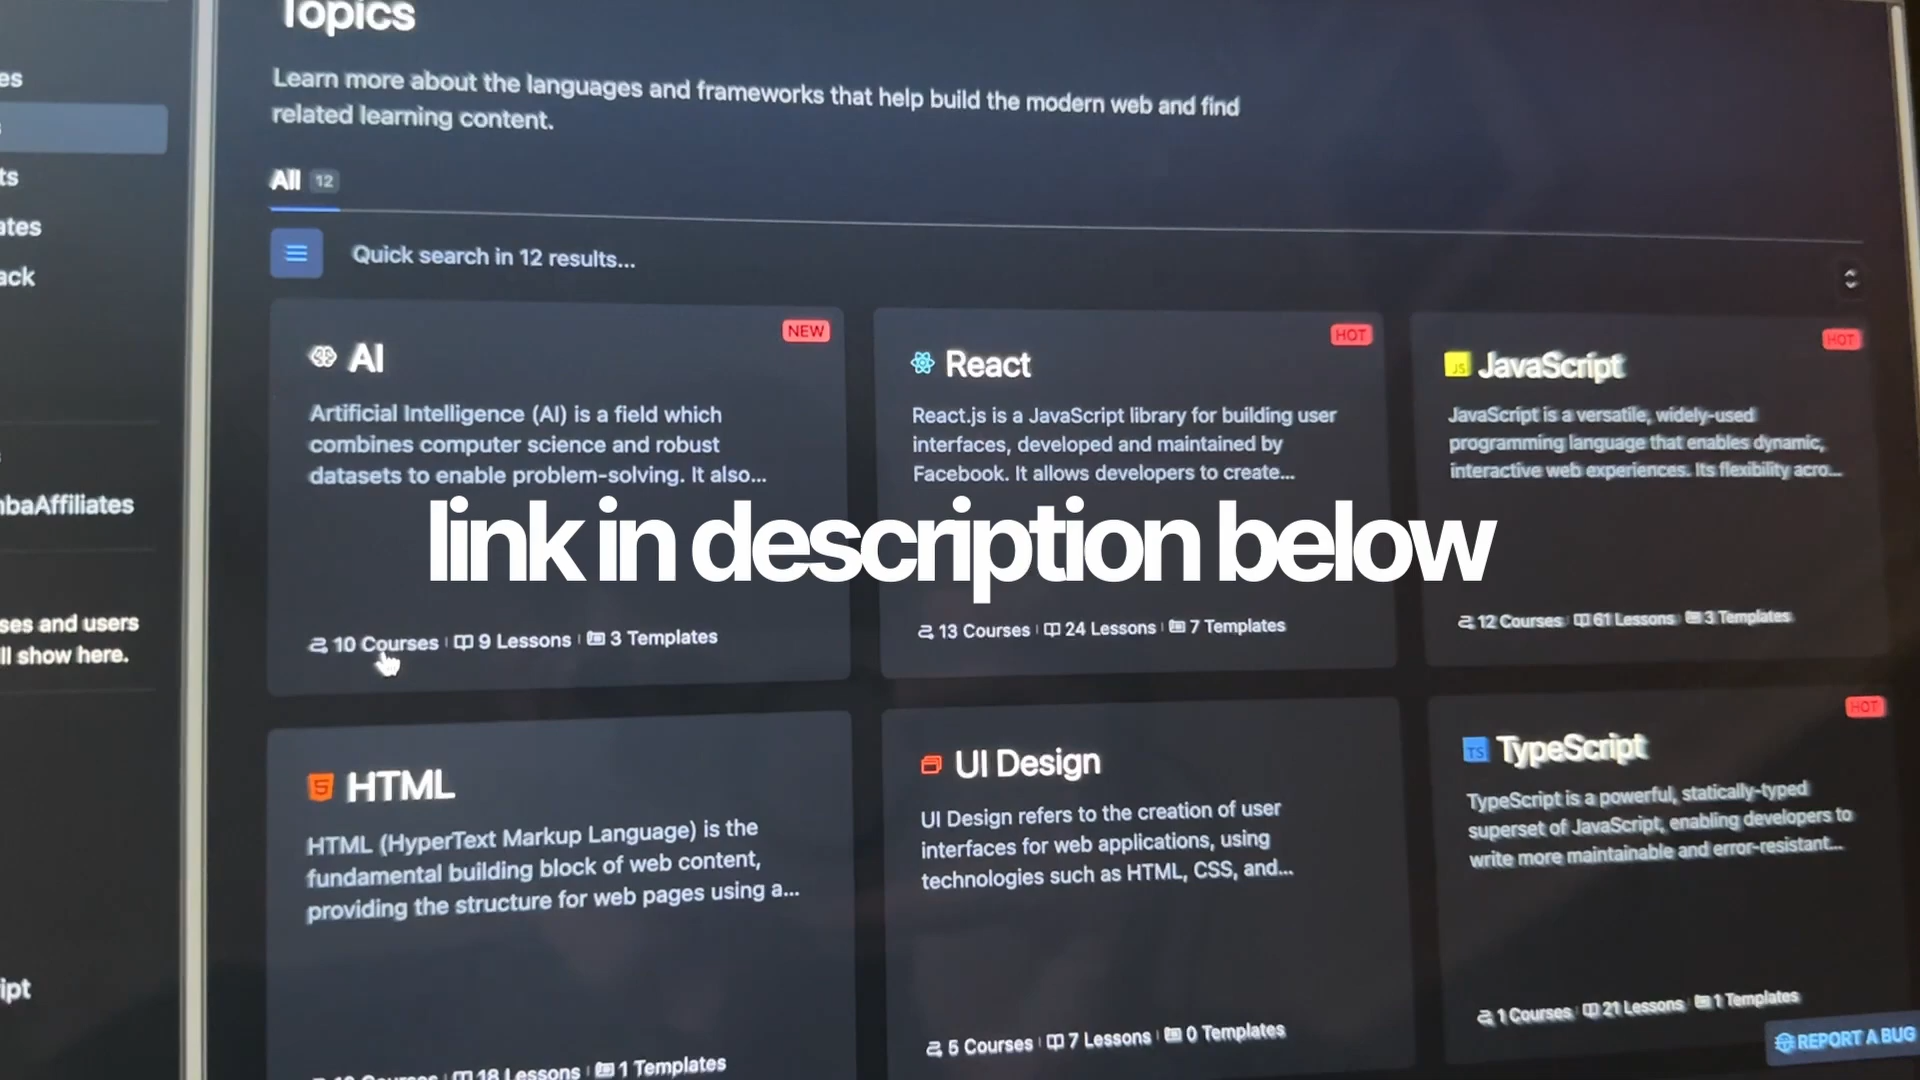 Topics
Learn more about the languages and frameworks that help build the modern web and find
related learning content.
All 12
Quick search in 12 results...
NEW
AI
Artificial Intelligence (AI) is a field which
combines computer science and robust
datasets to enable problem-solving. It also...
10 Courses 9 Lessons 3 Templates
HOT
React
React.js is a JavaScript library for building user
interfaces, developed and maintained by
Facebook. It allows developers to create...
13 Courses 24 Lessons 7 Templates
HOT
JS JavaScript
JavaScript is a versatile, widely-used
programming language that enables dynamic,
interactive web experiences. Its flexibility acro...
12 Courses 61 Lessons 3 Templates
link in description below
HTML
HTML (HyperText Markup Language) is the
fundamental building block of web content,
providing the structure for web pages using a...
18 Lessons 1 Templates
UI Design
UI Design refers to the creation of user
interfaces for web applications, using
technologies such as HTML, CSS, and...
5 Courses 7 Lessons 0 Templates
HOT
TS TypeScript
TypeScript is a powerful, statically-typed
superset of JavaScript, enabling developers to
write more maintainable and error-resistant...
1 Courses 21 Lessons 1 Templates
REPORT A BUG
es
ts
ates
ack
nbaAffiliates
ses and users
ll show here.
ipt